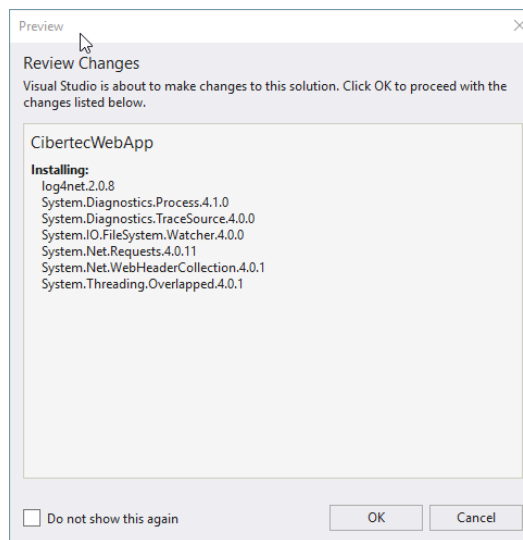 Preview
Review Changes
Visual Studio is about to make changes to this solution. Click OK to proceed with the
changes listed below.
CibertecWebApp
Installing:
log4net.2.0.8
System.Diagnostics.Process.4.1.0
System.Diagnostics.TraceSource.4.0.0
System.IO.FileSystem.Watcher.4.0.0
System.Net.Requests.4.0.11
System.Net.WebHeaderCollection.4.0.1
System.Threading.Overlapped.4.0.1
Do not show this again
OK
Cancel